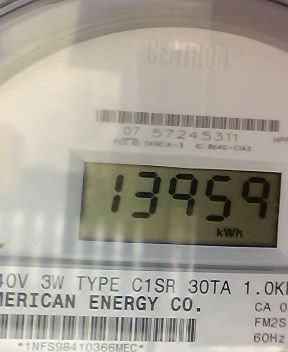 07 57245311
13959
kWh
40V 3W TYPE C1SR 30TA 1.0K
MERICAN ENERGY CO.
CA 0
FM2S
60Hz
*1NFS98410366MEC*